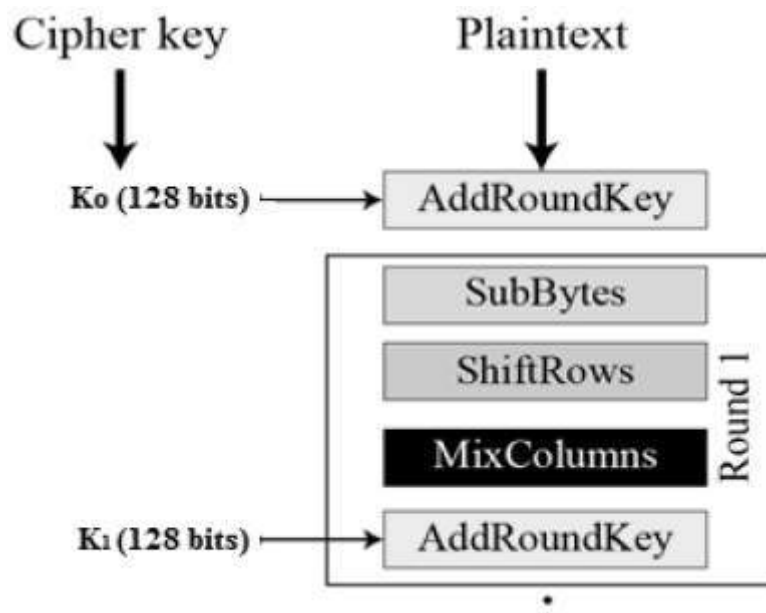 Cipher key
Plaintext
K0 (128 bits)
AddRoundKey
SubBytes
ShiftRows
MixColumns
K1 (128 bits)
AddRoundKey
Round 1